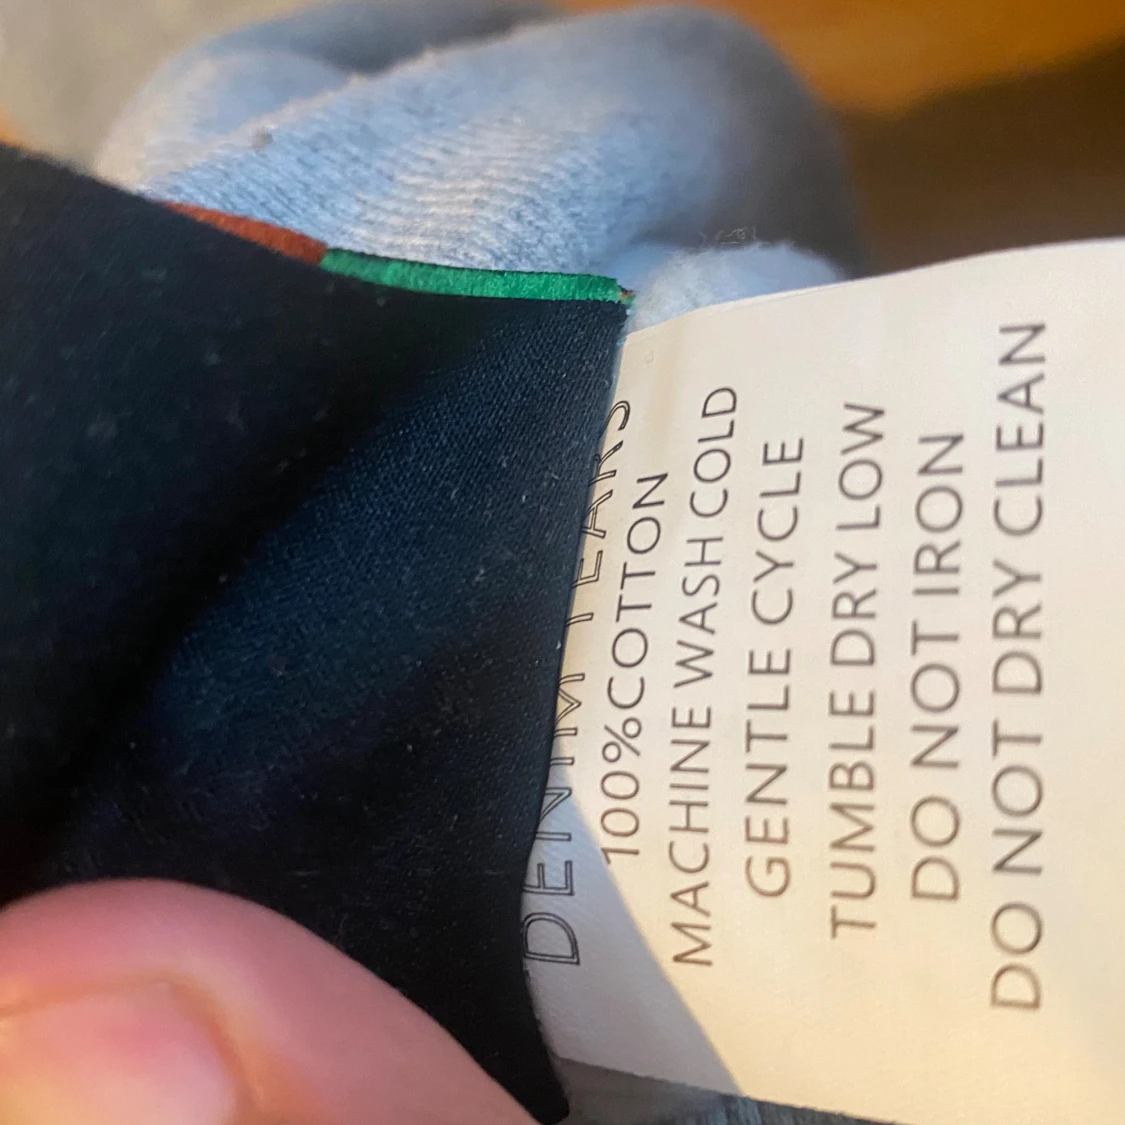 DENIM TEARS
100%COTTON
MACHINE WASH COLD
GENTLE CYCLE
TUMBLE DRY LOW
DO NOT IRON
DO NOT DRY CLEAN